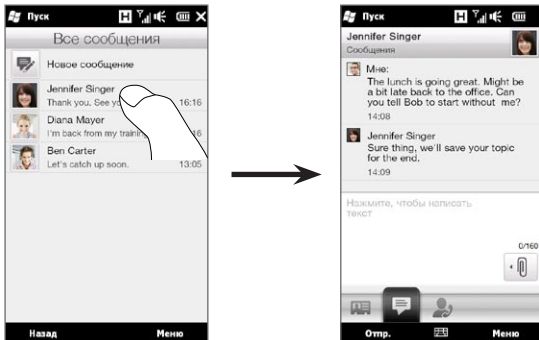 Пуск
Все сообщения
Новое сообщение
Jennifer Singer
Thank you. See
16:16
Diana Mayer
I'm back from my training
Ben Carter
Let's catch up soon.
13:05
Назад
Меню
Пуск
Jennifer Singer
Сообщения
Мне:
The lunch is going great. Might be
a bit late back to the office. Can
you tell Bob to start without me?
14:08
Jennifer Singer
Sure thing, we'll save your topic
for the end.
14:09
Нажмите, чтобы написать
текст
0/160
Отпр.
Меню